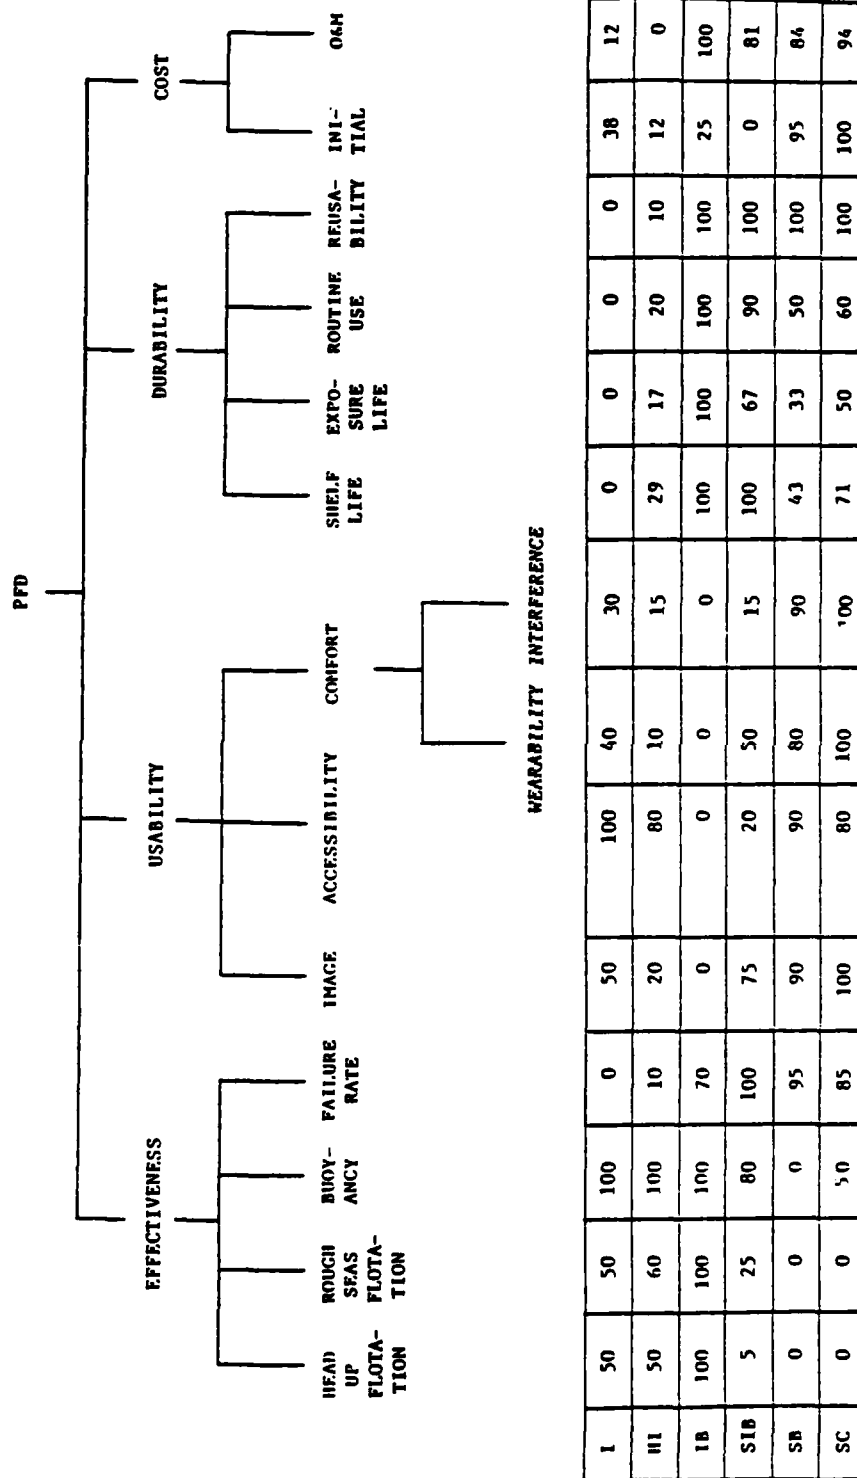 PFD
EFFECTIVENESS USABILITY DURABILITY COST
HEAD UP FLOTA- TION
ROUGH SEAS FLOTA- TION
BUOY- ANCY
FAILURE RATE
IMAGE
ACCESSIBILITY
COMFORT
SHELF LIFE
EXPO- SURE LIFE
ROUTINE USE
REUSA- BILITY
INI- TIAL
O&M
WEARABILITY INTERFERENCE
I 50 50 100 0 50 100 40 30 0 0 0 0 38 12
HI 50 60 100 10 20 80 10 15 29 17 20 10 12 0
IB 100 100 100 70 0 0 0 0 100 100 100 100 25 100
SIB 5 25 80 100 75 20 50 15 100 67 90 100 0 81
SB 0 0 0 95 90 90 80 90 43 33 50 100 95 84
SC 0 0 50 85 100 80 100 100 71 50 60 100 100 94